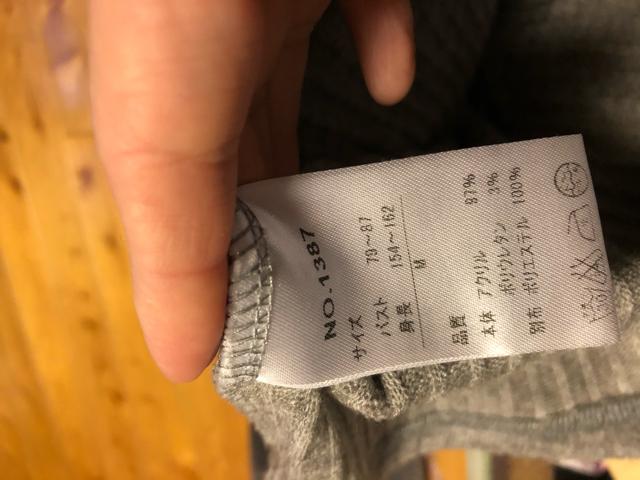 NO.1387
サイズ
バスト 79~87
身長 154~162
M
品質
本体 アクリル 97%
ポリウレタン 3%
別布 ポリエステル 100%